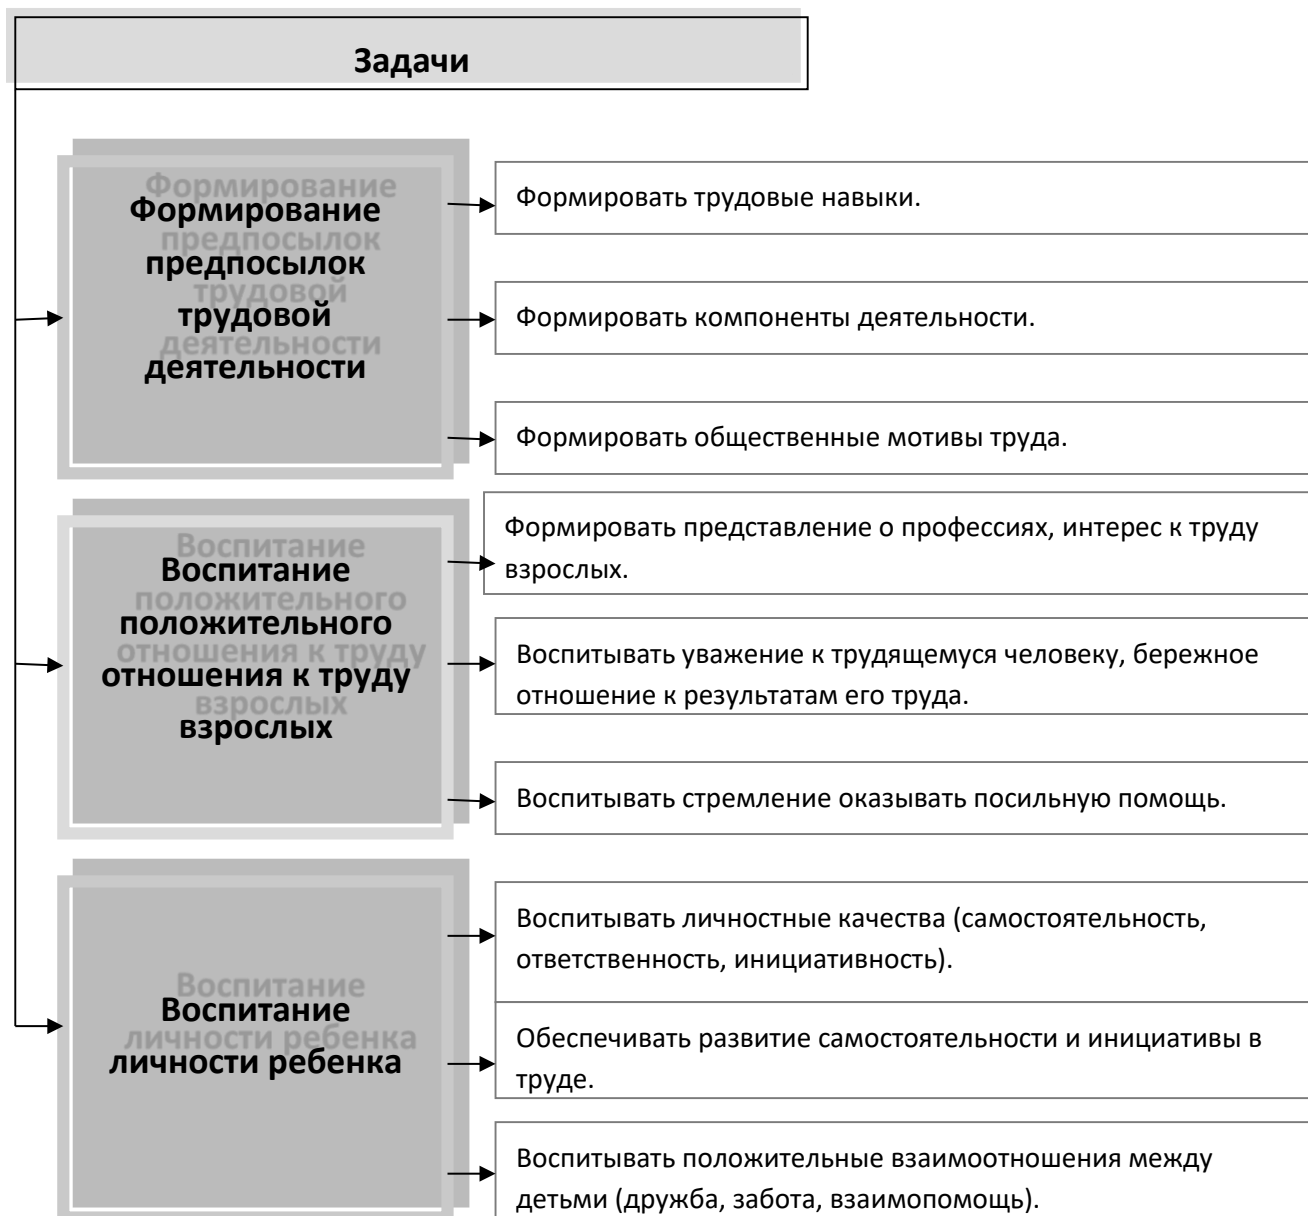 Задачи
Формирование
предпосылок
трудовой
деятельности
Формировать трудовые навыки.
Формировать компоненты деятельности.
Формировать общественные мотивы труда.
Воспитание
положительного
отношения к труду
взрослых
Формировать представление о профессиях, интерес к труду
взрослых.
Воспитывать уважение к трудящемуся человеку, бережное
отношение к результатам его труда.
Воспитывать стремление оказывать посильную помощь.
Воспитание
личности ребенка
Воспитывать личностные качества (самостоятельность,
ответственность, инициативность).
Обеспечивать развитие самостоятельности и инициативы в
труде.
Воспитывать положительные взаимоотношения между
детьми (дружба, забота, взаимопомощь).